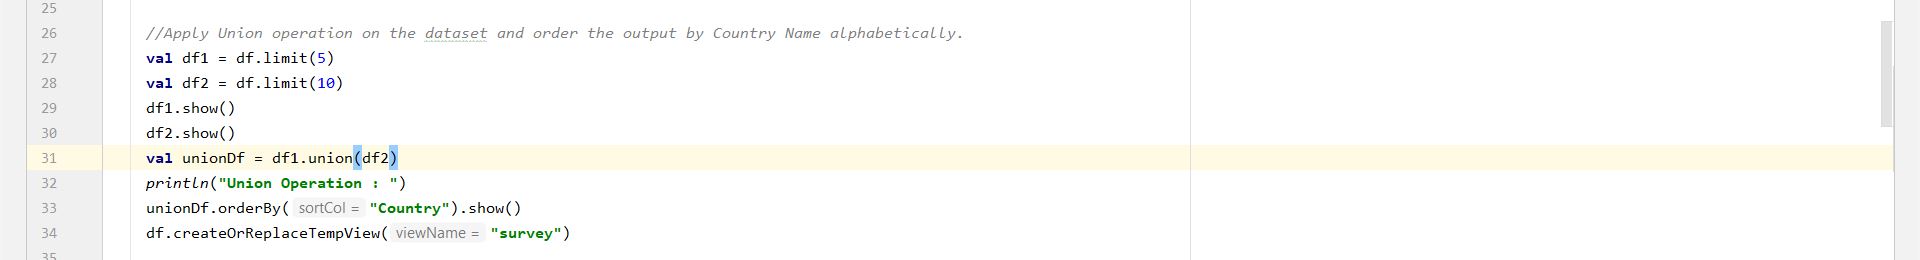 25
26 //Apply Union operation on the dataset and order the output by Country Name alphabetically.
27 val df1 = df.limit(5)
28 val df2 = df.limit(10)
29 df1.show()
30 df2.show()
31 val unionDf = df1.union(df2)
32 println("Union Operation : ")
33 unionDf.orderBy( sortCol = "Country").show()
34 df.createOrReplaceTempView( viewName = "survey")
35